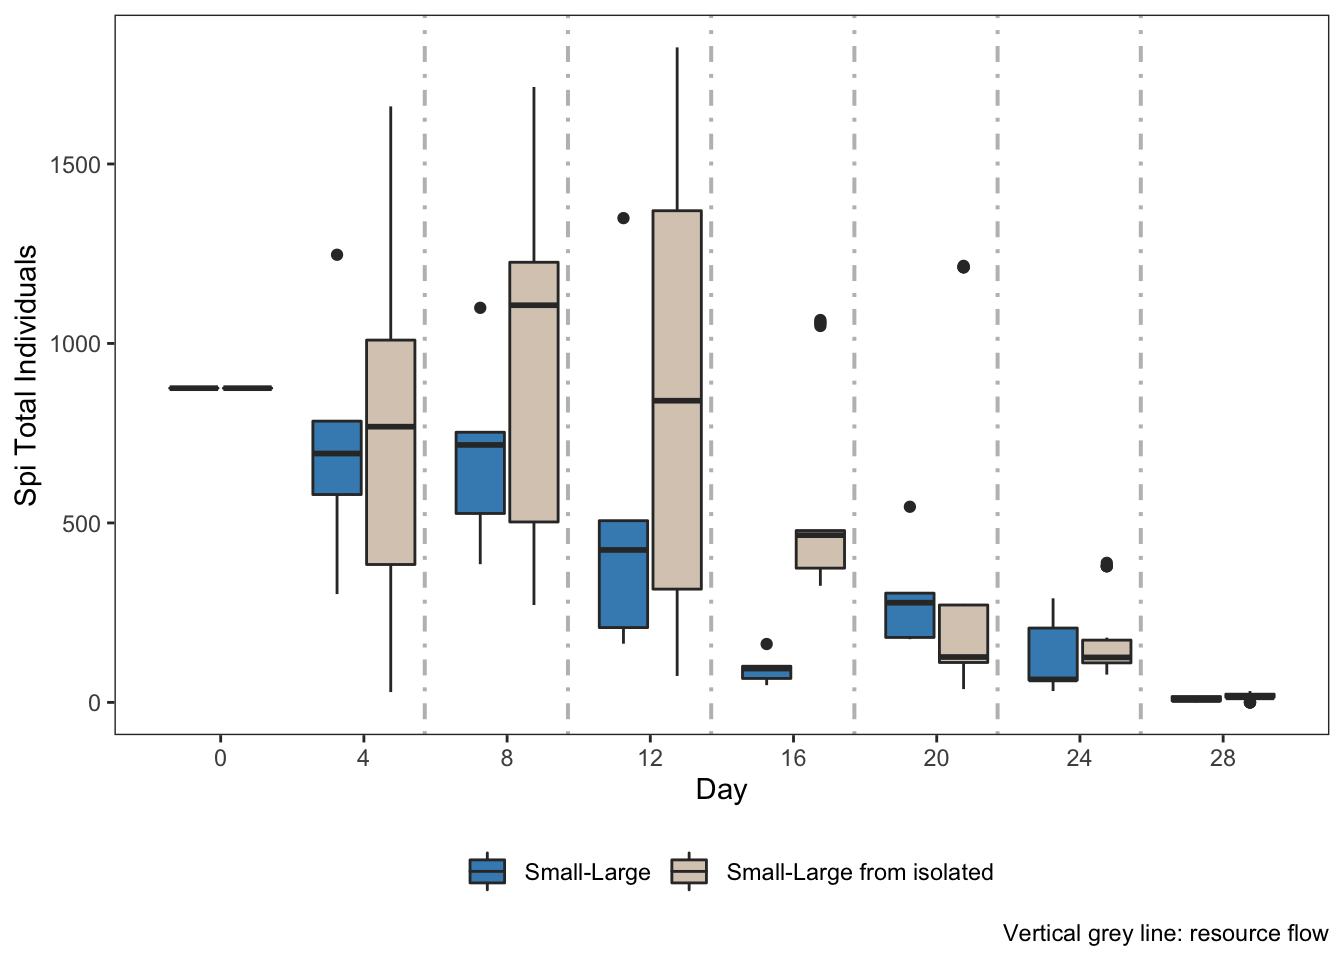 Spi Total Individuals
1500
1000
500
0
0 4 8 12 16 20 24 28
Day
Small-Large Small-Large from isolated
Vertical grey line: resource flow